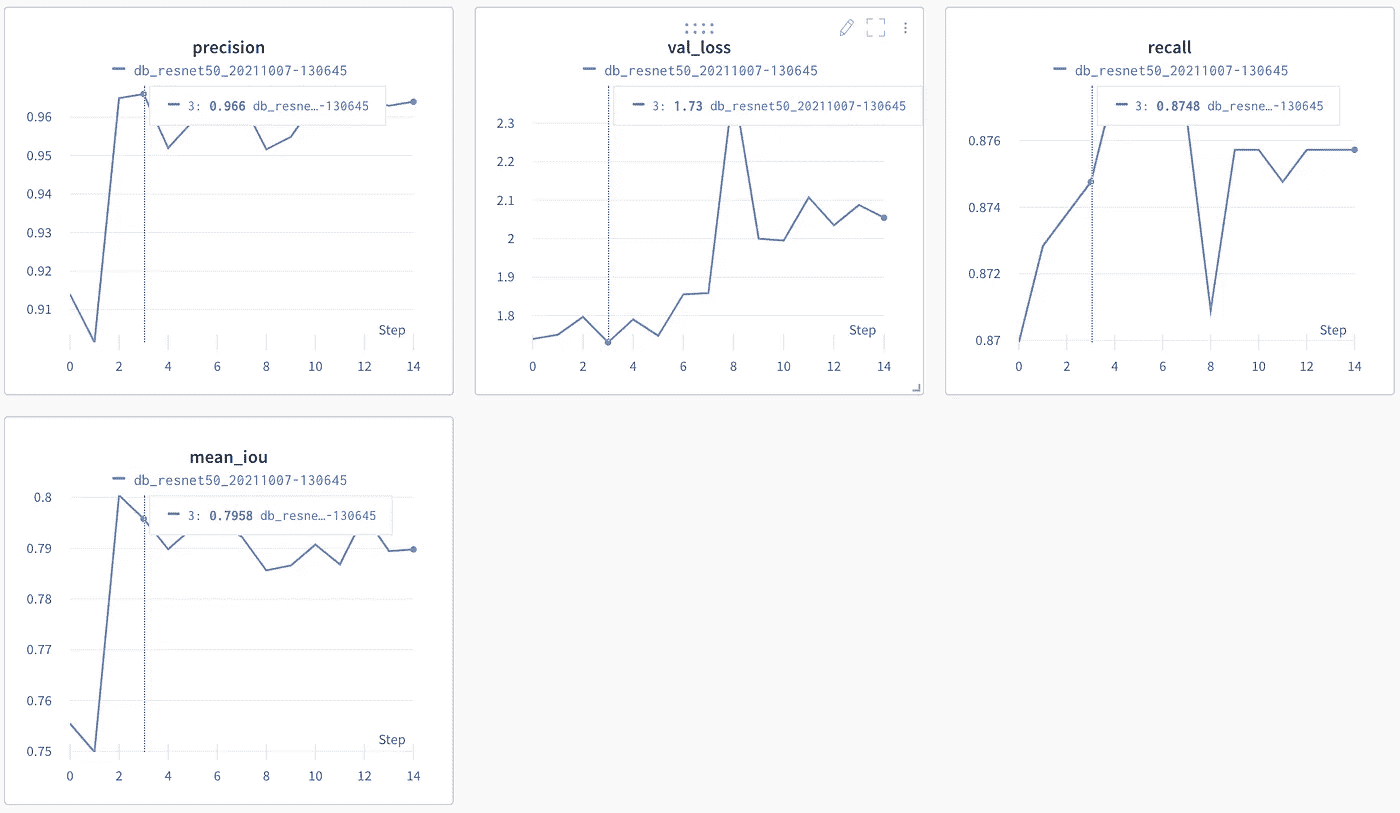 precision
db_resnet50_20211007-130645
3: 0.966 db_resne…-130645
0.96
0.95
0.94
0.93
0.92
0.91
Step
0 2 4 6 8 10 12 14
val_loss
db_resnet50_20211007-130645
3: 1.73 db_resnet50_20211007-130645
2.3
2.2
2.1
2
1.9
1.8
Step
0 2 4 6 8 10 12 14
recall
db_resnet50_20211007-130645
3: 0.8748 db_resne…-130645
0.876
0.874
0.872
0.87
Step
0 2 4 6 8 10 12 14
mean_iou
db_resnet50_20211007-130645
3: 0.7958 db_resne…-130645
0.8
0.79
0.78
0.77
0.76
0.75
Step
0 2 4 6 8 10 12 14